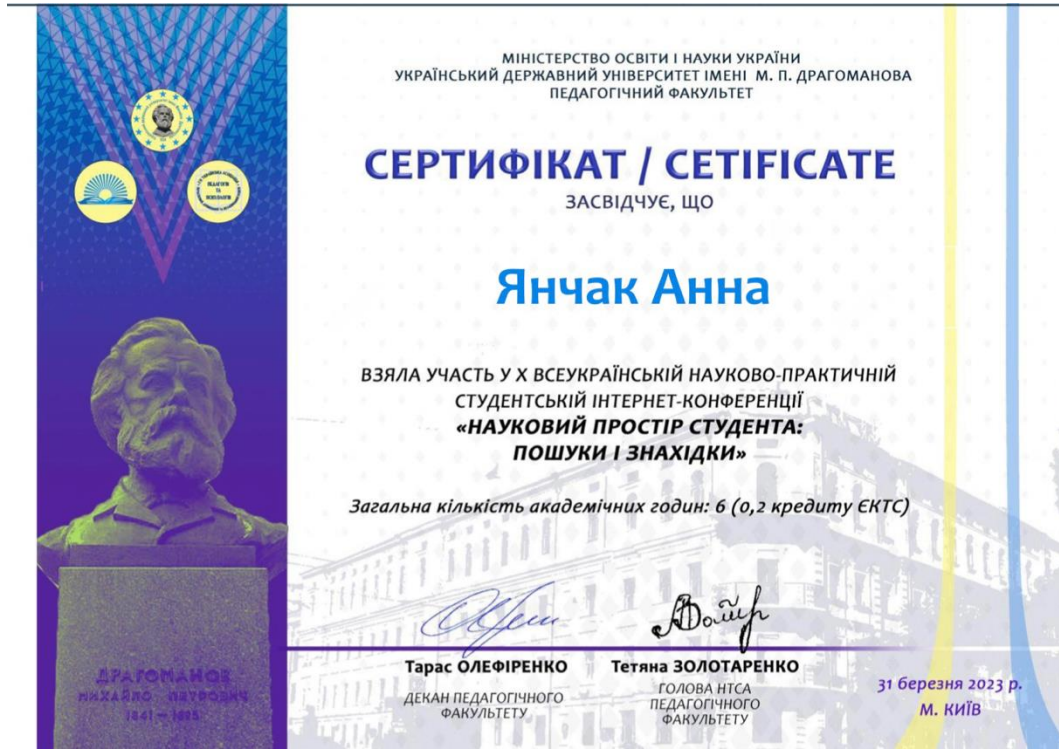 МІНІСТЕРСТВО ОСВІТИ І НАУКИ УКРАЇНИ
УКРАЇНСЬКИЙ ДЕРЖАВНИЙ УНІВЕРСИТЕТ ІМЕНІ М. П. ДРАГОМАНОВА
ПЕДАГОГІЧНИЙ ФАКУЛЬТЕТ
СЕРТИФІКАТ / CETIFICATE
ЗАСВІДЧУЄ, ЩО
Янчак Анна
ВЗЯЛА УЧАСТЬ У X ВСЕУКРАЇНСЬКІЙ НАУКОВО-ПРАКТИЧНІЙ
СТУДЕНТСЬКІЙ ІНТЕРНЕТ-КОНФЕРЕНЦІЇ
«НАУКОВИЙ ПРОСТІР СТУДЕНТА:
ПОШУКИ І ЗНАХІДКИ»
Загальна кількість академічних годин: 6 (0,2 кредиту ЄКТС)
Тарас ОЛЕФІРЕНКО
ДЕКАН ПЕДАГОГІЧНОГО
ФАКУЛЬТЕТУ
Тетяна ЗОЛОТАРЕНКО
ГОЛОВА НТСА
ПЕДАГОГІЧНОГО
ФАКУЛЬТЕТУ
31 березня 2023 р.
М. КИЇВ
ДРАГОМАНОВ
МИХАЙЛО ПЕТРОВИЧ
1841 – 1895